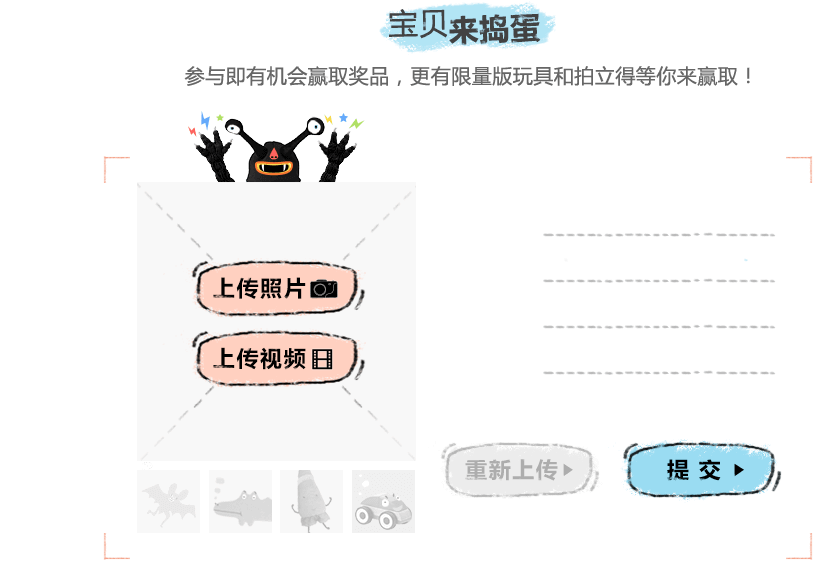 宝贝来捣蛋
参与即有机会赢取奖品，更有限量版玩具和拍立得等你来赢取！
上传照片
上传视频
重新上传
提交